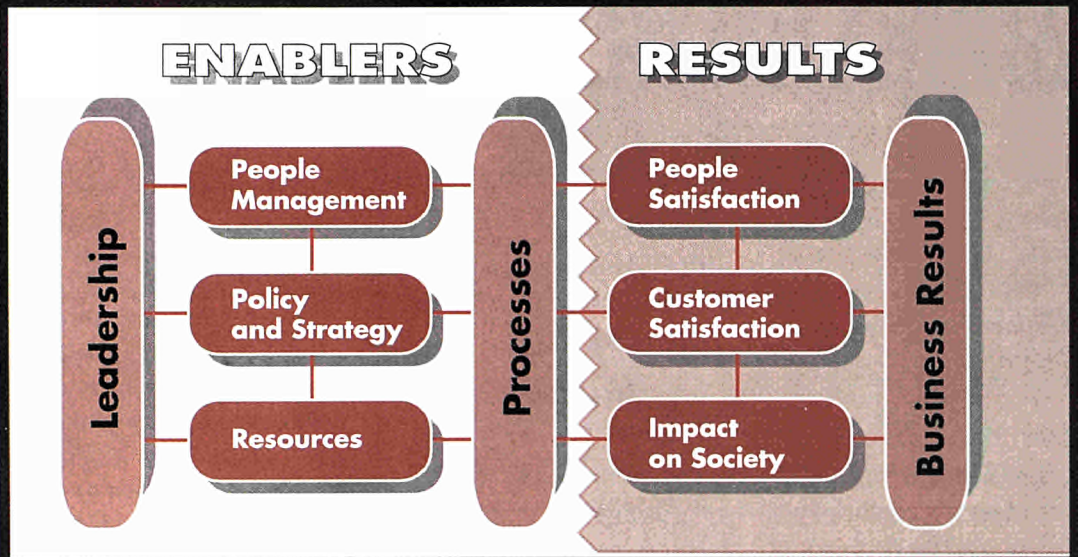 ENABLERS
RESULTS
Leadership
People
Management
Policy
and Strategy
Resources
Processes
People
Satisfaction
Customer
Satisfaction
Impact
on Society
Business Results